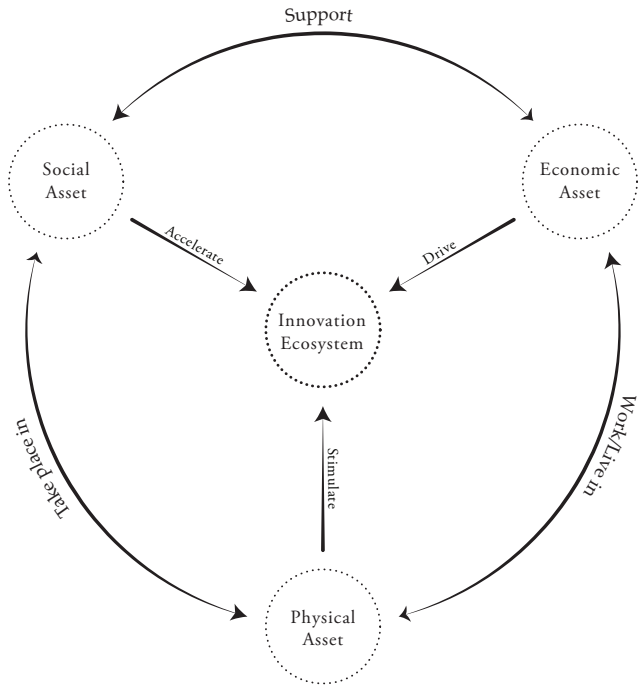 Support
Social
Asset
Economic
Asset
Accelerate
Drive
Innovation
Ecosystem
Take place in
Stimulate
Work/Live in
Physical
Asset